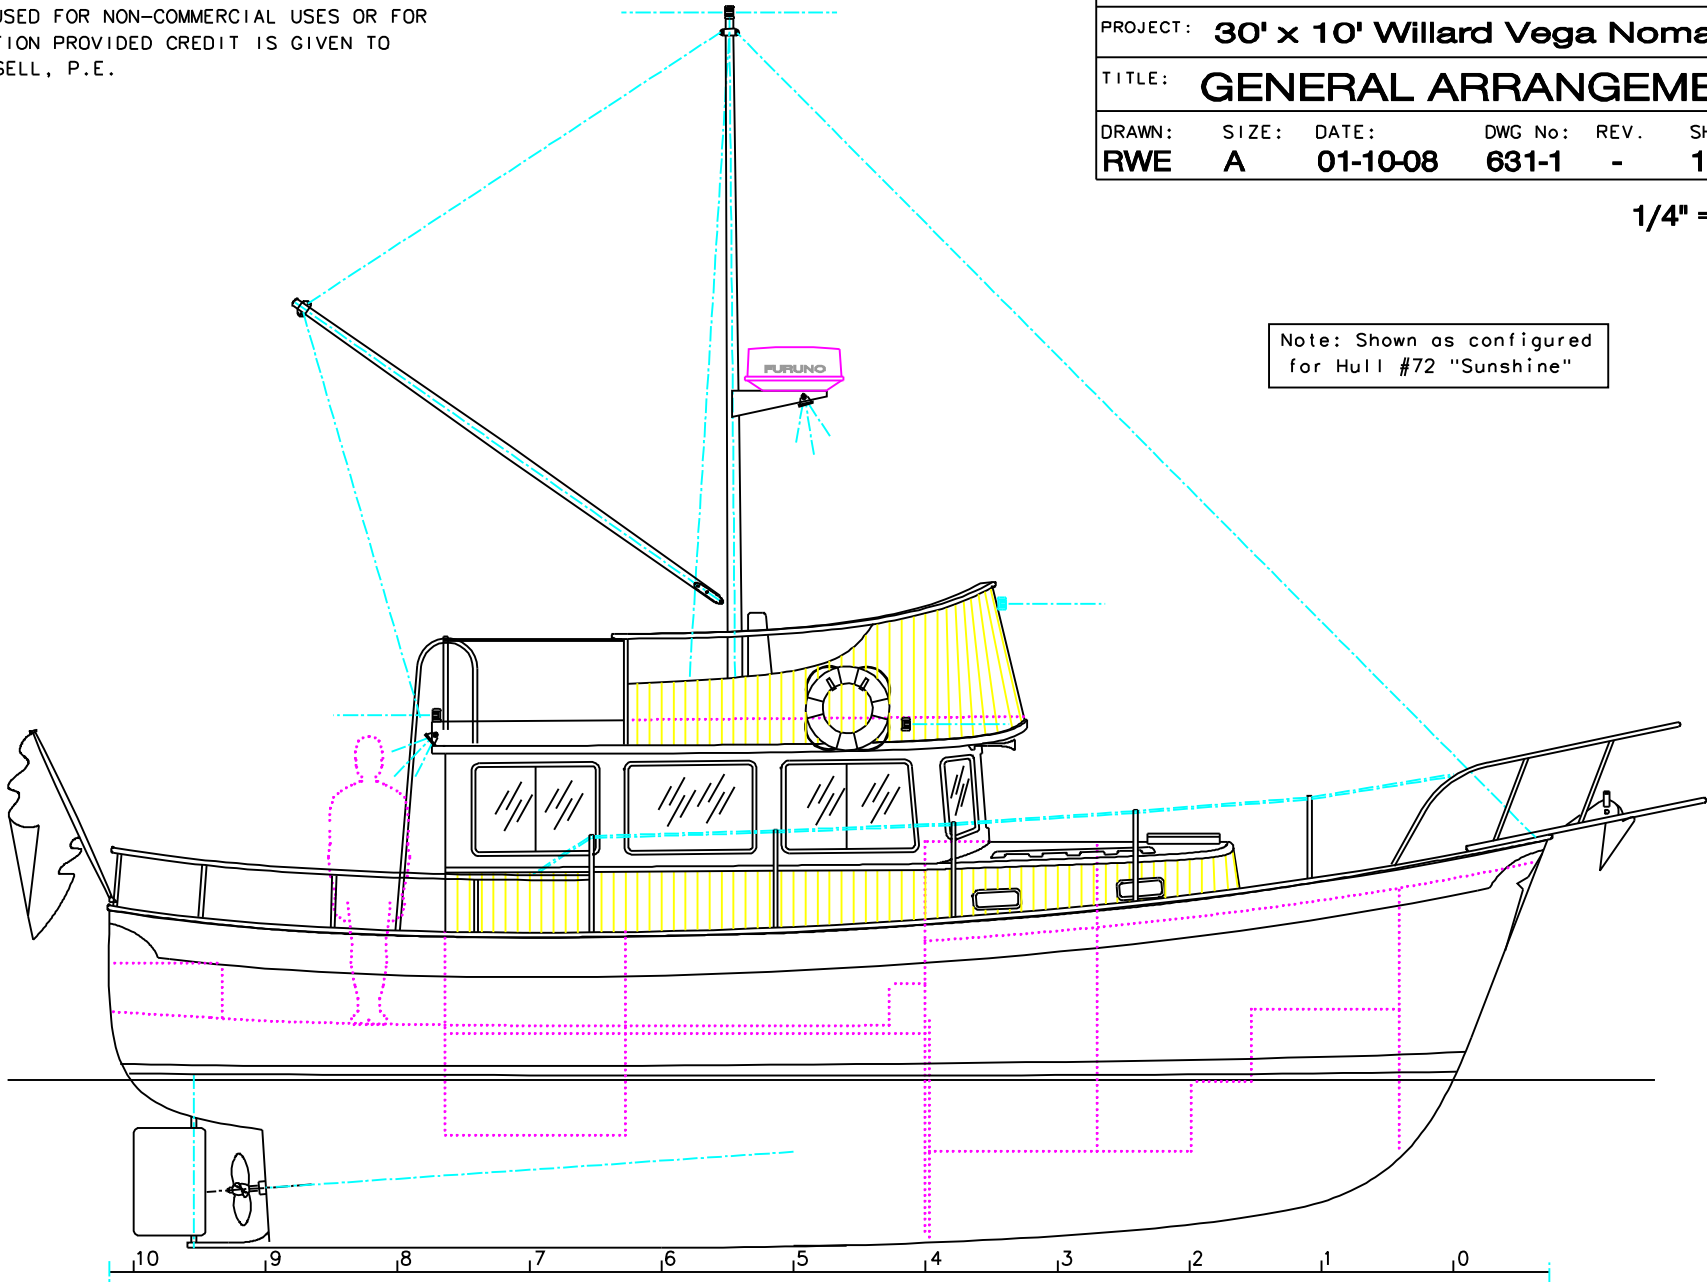 USED FOR NON-COMMERCIAL USES OR FOR
TION PROVIDED CREDIT IS GIVEN TO
SELL, P.E.
PROJECT: 30' x 10' Willard Vega Noma
TITLE: GENERAL ARRANGEME
DRAWN: SIZE: DATE: DWG No: REV. SH
RWE A 01-10-08 631-1 - 1
1/4" =
Note: Shown as configured
for Hull #72 "Sunshine"
FURUNO
10 9 8 7 6 5 4 3 2 1 0